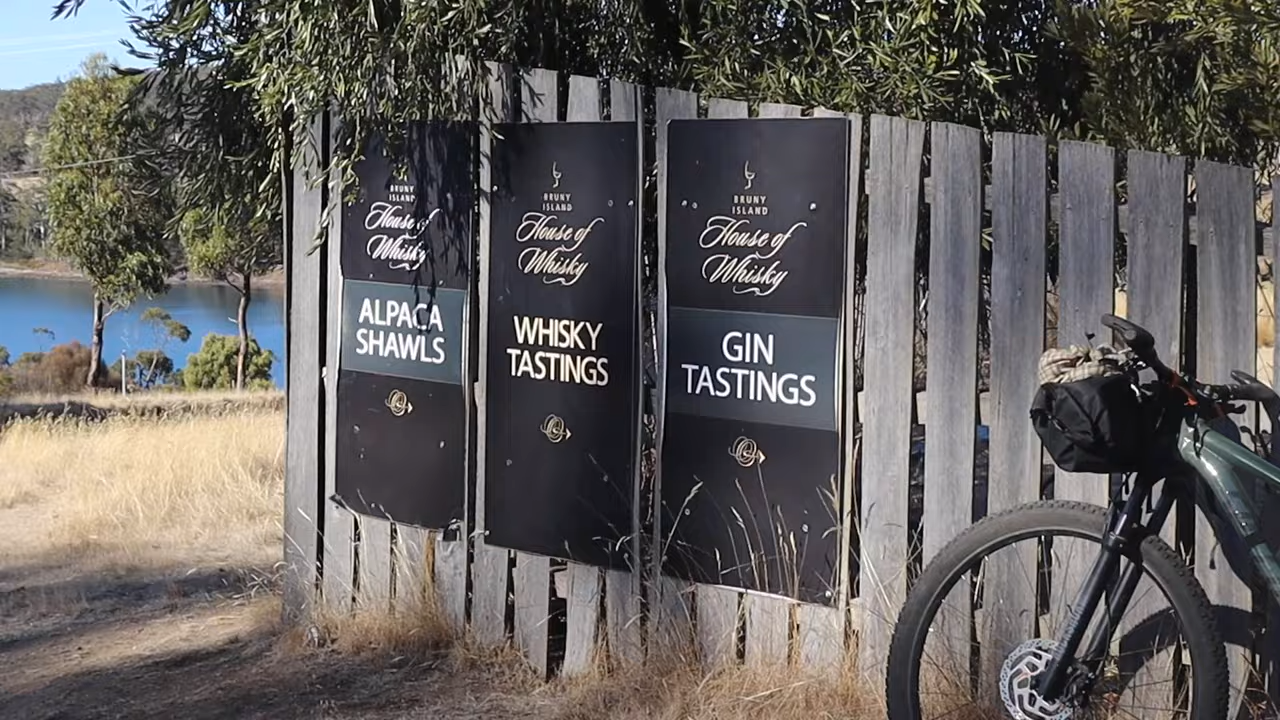 BRUNY
ISLAND
House of
Whisky
ALPACA
SHAWLS
BRUNY
ISLAND
House of
Whisky
WHISKY
TASTINGS
BRUNY
ISLAND
House of
Whisky
GIN
TASTINGS